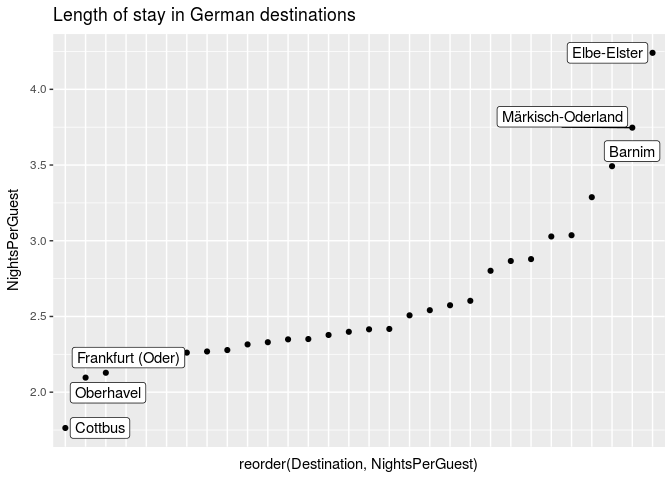 Length of stay in German destinations
Elbe-Elster
4.0
Märkisch-Oderland
Barnim
3.5
NightsPerGuest
3.0
2.5
Frankfurt (Oder)
2.0
Oberhavel
Cottbus
reorder(Destination, NightsPerGuest)